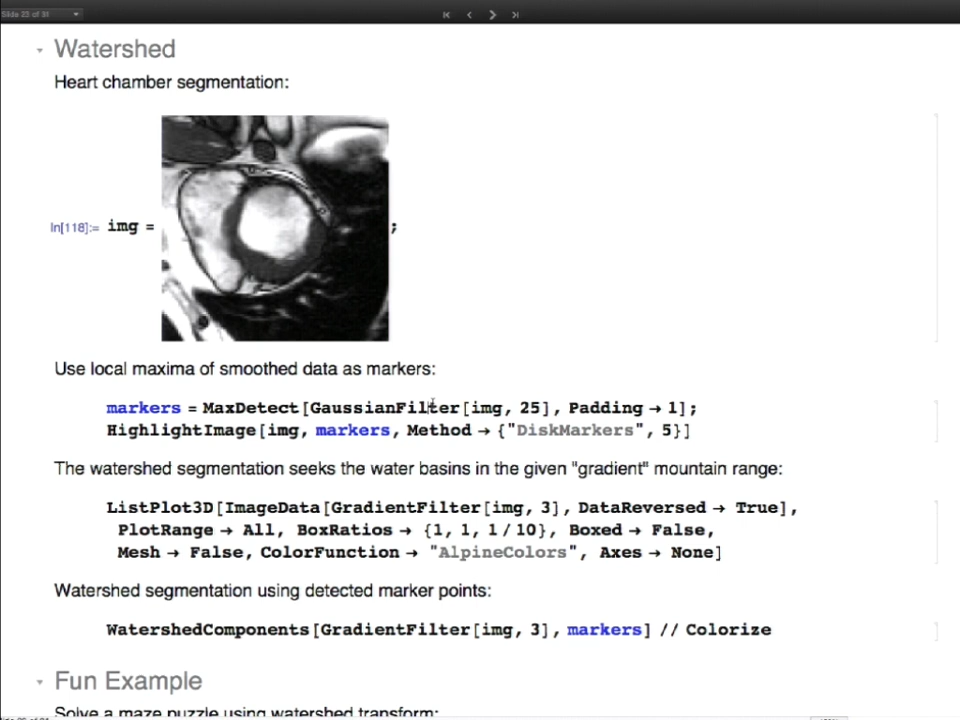 Slide 25 of 31
Watershed
Heart chamber segmentation:
In[118]:= img = ;
Use local maxima of smoothed data as markers:
markers = MaxDetect[GaussianFilter[img, 25], Padding → 1];
HighlightImage[img, markers, Method → {"DiskMarkers", 5}]
The watershed segmentation seeks the water basins in the given "gradient" mountain range:
ListPlot3D[ImageData[GradientFilter[img, 3], DataReversed → True],
PlotRange → All, BoxRatios → {1, 1, 1 / 10}, Boxed → False,
Mesh → False, ColorFunction → "AlpineColors", Axes → None]
Watershed segmentation using detected marker points:
WatershedComponents[GradientFilter[img, 3], markers] // Colorize
Fun Example
Solve a maze puzzle using watershed transform: